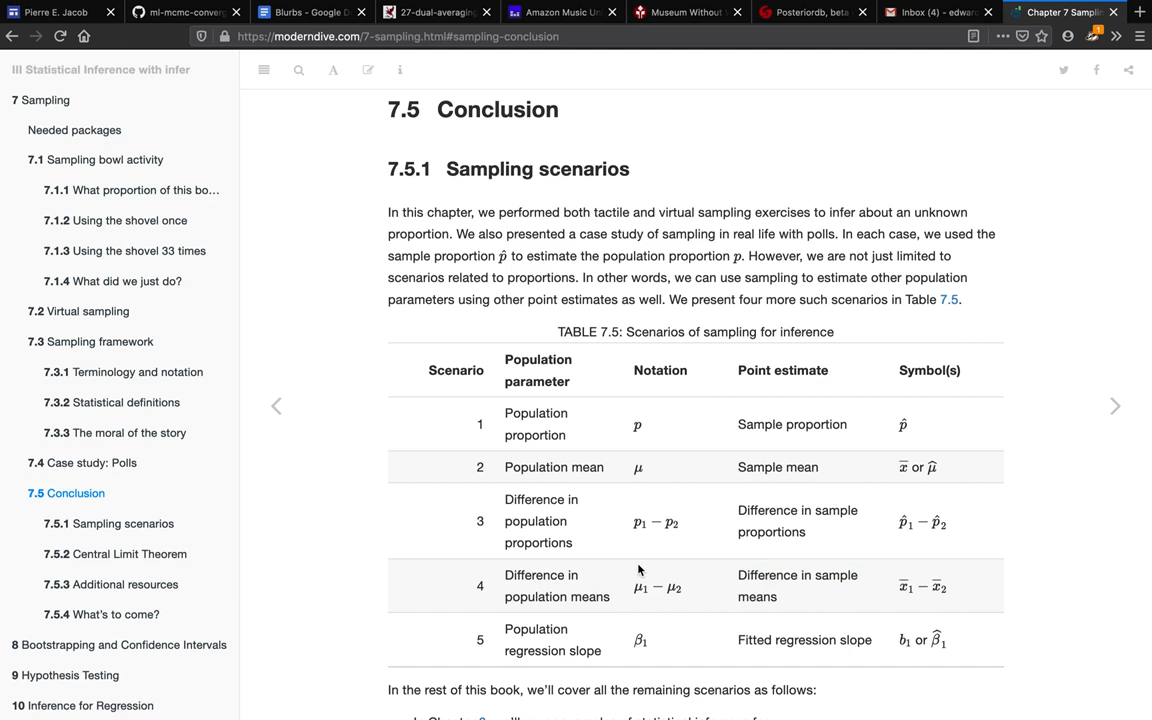 Pierre E. Jacob
ml-mcmc-converg
Blurbs - Google D
27-dual-averaging
Amazon Music Un
Museum Without
Posteriordb, beta
Inbox (4) - edwar
Chapter 7 Samplin
https://moderndive.com/7-sampling.html#sampling-conclusion
1
III Statistical Inference with infer
7 Sampling
Needed packages
7.1 Sampling bowl activity
7.1.1 What proportion of this bo...
7.1.2 Using the shovel once
7.1.3 Using the shovel 33 times
7.1.4 What did we just do?
7.2 Virtual sampling
7.3 Sampling framework
7.3.1 Terminology and notation
7.3.2 Statistical definitions
7.3.3 The moral of the story
7.4 Case study: Polls
7.5 Conclusion
7.5.1 Sampling scenarios
7.5.2 Central Limit Theorem
7.5.3 Additional resources
7.5.4 What's to come?
8 Bootstrapping and Confidence Intervals
9 Hypothesis Testing
10 Inference for Regression
A
i
7.5 Conclusion
7.5.1 Sampling scenarios
In this chapter, we performed both tactile and virtual sampling exercises to infer about an unknown
proportion. We also presented a case study of sampling in real life with polls. In each case, we used the
sample proportion p̂ to estimate the population proportion p. However, we are not just limited to
scenarios related to proportions. In other words, we can use sampling to estimate other population
parameters using other point estimates as well. We present four more such scenarios in Table 7.5.
TABLE 7.5: Scenarios of sampling for inference
Scenario Population parameter Notation Point estimate Symbol(s)
1 Population proportion p Sample proportion p̂
2 Population mean μ Sample mean x̅ or μ̂
3 Difference in population proportions p₁ − p₂ Difference in sample proportions p̂₁ − p̂₂
4 Difference in population means μ₁ − μ₂ Difference in sample means x̅₁ − x̅₂
5 Population regression slope β₁ Fitted regression slope b₁ or β̂₁
In the rest of this book, we'll cover all the remaining scenarios as follows: